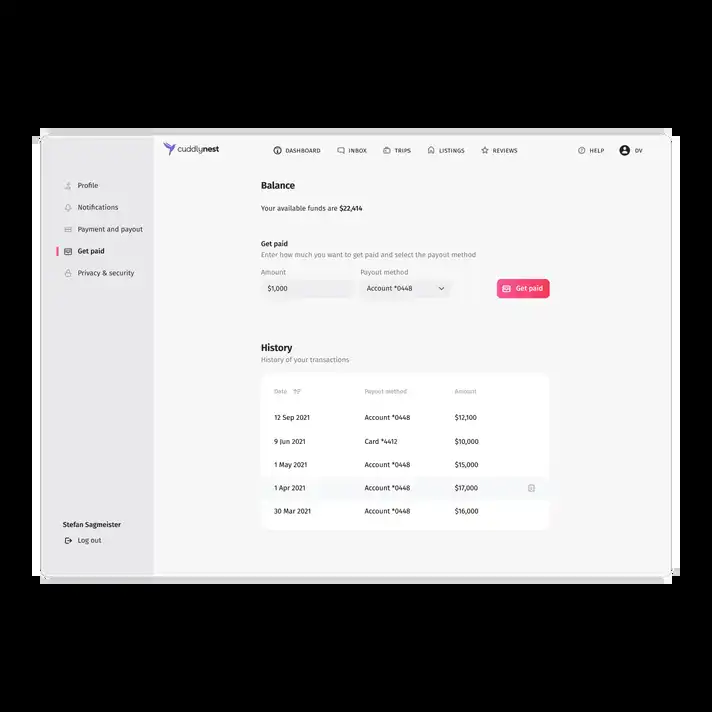 cuddlynest
DASHBOARD INBOX TRIPS LISTINGS REVIEWS HELP DV
Profile
Notifications
Payment and payout
Get paid
Privacy & security
Stefan Sagmeister
Log out
Balance
Your available funds are $22,414
Get paid
Enter how much you want to get paid and select the payout method
Amount Payout method
$1,000 Account *0448 Get paid
History
History of your transactions
Date Payout method Amount
12 Sep 2021 Account *0448 $12,100
9 Jun 2021 Card *4412 $10,000
1 May 2021 Account *0448 $15,000
1 Apr 2021 Account *0448 $17,000
30 Mar 2021 Account *0448 $16,000